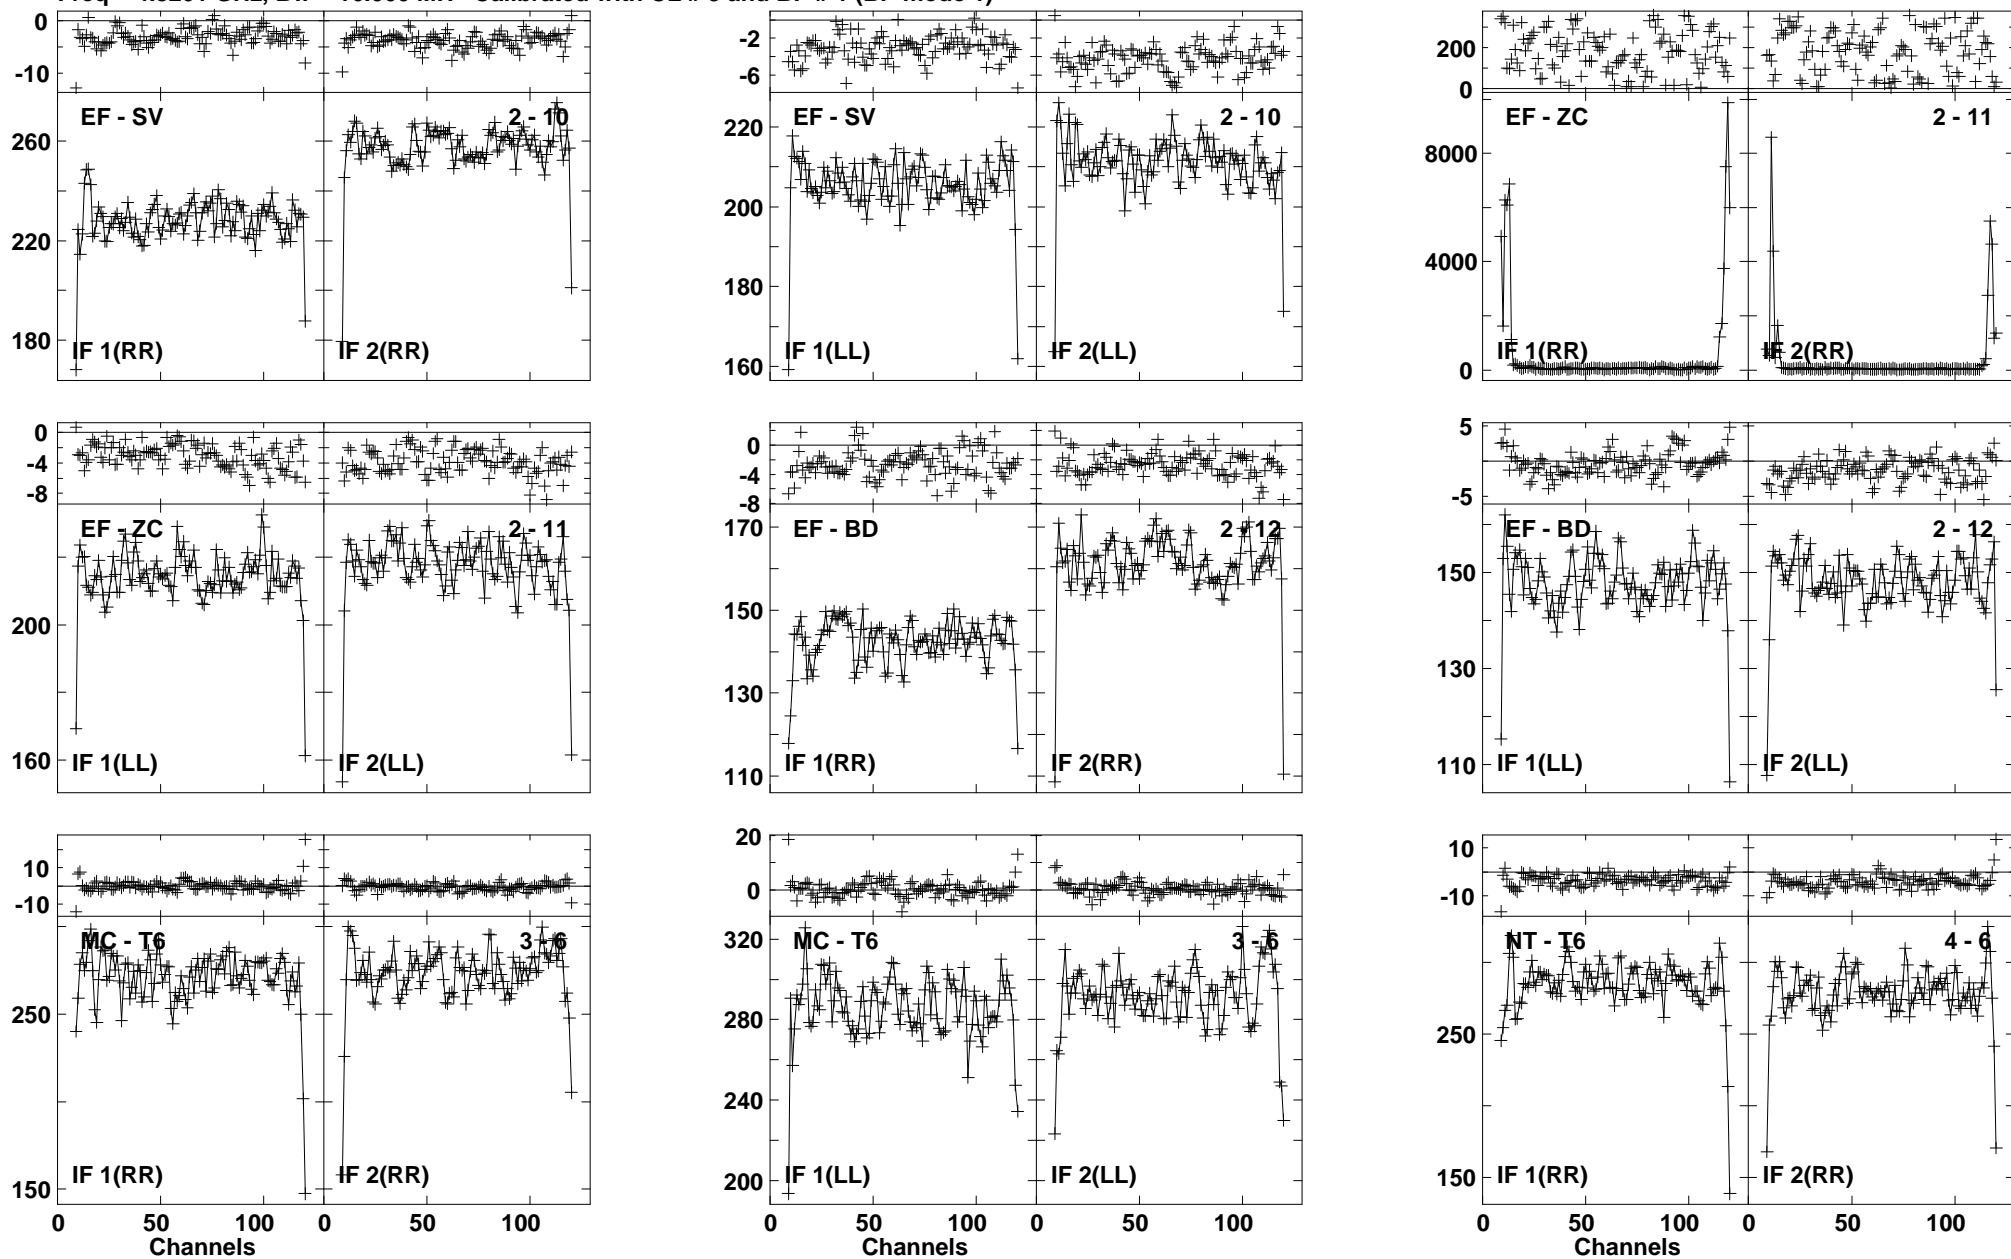 0
-10
EF - SV
2 - 10
260
220
180
IF 1(RR)
IF 2(RR)
-2
-6
EF - SV
2 - 10
220
200
180
160
IF 1(LL)
IF 2(LL)
200
0
EF - ZC
2 - 11
8000
4000
0
IF 1(RR)
IF 2(RR)
0
-4
-8
EF - ZC
2 - 11
200
160
IF 1(LL)
IF 2(LL)
0
-4
-8
EF - BD
2 - 12
170
150
130
110
IF 1(RR)
IF 2(RR)
5
-5
EF - BD
2 - 12
150
110
IF 1(LL)
IF 2(LL)
10
-10
MC - T6
3 - 6
250
150
IF 1(RR)
IF 2(RR)
0 50 100 0 50 100
Channels
20
0
MC - T6
3 - 6
320
280
240
200
IF 1(LL)
IF 2(LL)
0 50 100 0 50 100
Channels
10
-10
NT - T6
4 - 6
250
150
IF 1(RR)
IF 2(RR)
0 50 100 0 50 100
Channels